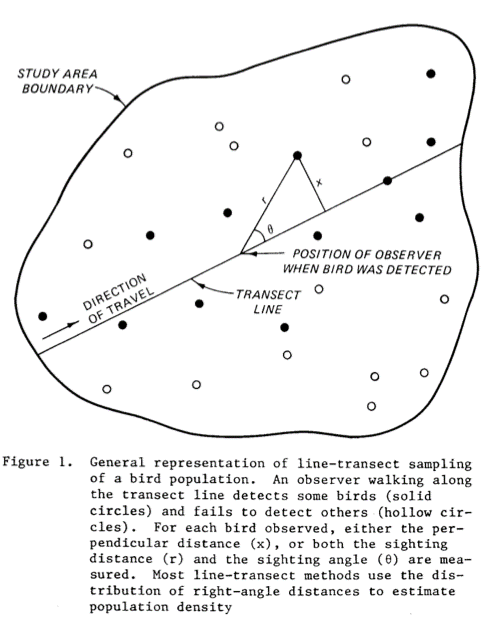 STUDY AREA
BOUNDARY
r
x
θ
POSITION OF OBSERVER
WHEN BIRD WAS DETECTED
DIRECTION
OF TRAVEL
TRANSECT
LINE
Figure 1. General representation of line-transect sampling
of a bird population. An observer walking along
the transect line detects some birds (solid
circles) and fails to detect others (hollow cir-
cles). For each bird observed, either the per-
pendicular distance (x), or both the sighting
distance (r) and the sighting angle (θ) are mea-
sured. Most line-transect methods use the dis-
tribution of right-angle distances to estimate
population density